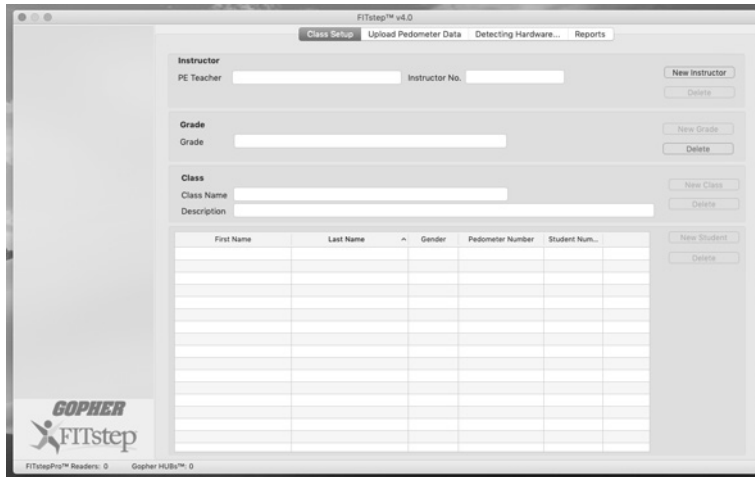 FITstep™ v4.0
Class Setup Upload Pedometer Data Detecting Hardware... Reports
Instructor
PE Teacher Instructor No. New Instructor
Delete
Grade New Grade
Grade
Delete
Class New Class
Class Name
Description Delete
First Name Last Name Gender Pedometer Number Student Num... New Student
Delete
GOPHER
FITstep
FITstepPro™ Readers: 0 Gopher HUBs™: 0